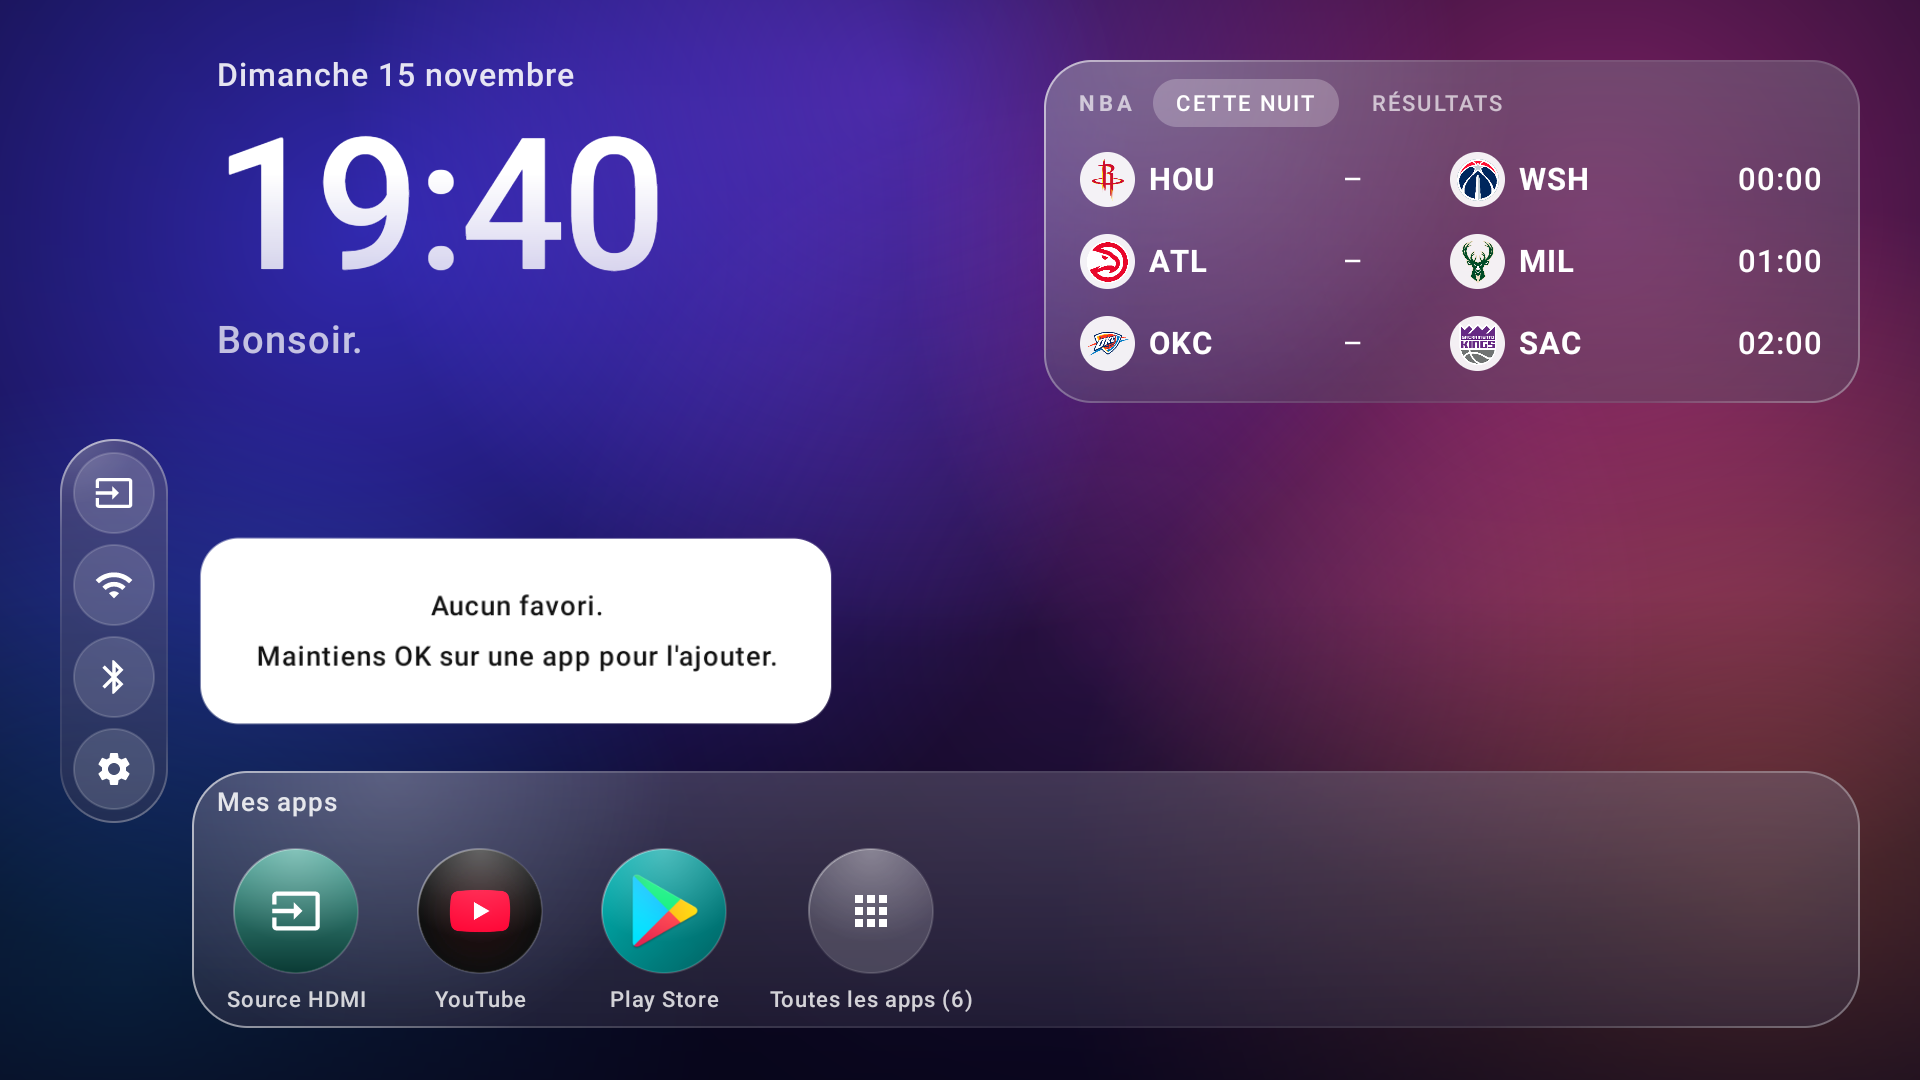 Dimanche 15 novembre
19:40
Bonsoir.
NBA CETTE NUIT RÉSULTATS
HOU – WSH 00:00
ATL – MIL 01:00
OKC – SAC 02:00
Aucun favori.
Maintiens OK sur une app pour l'ajouter.
Mes apps
Source HDMI YouTube Play Store Toutes les apps (6)